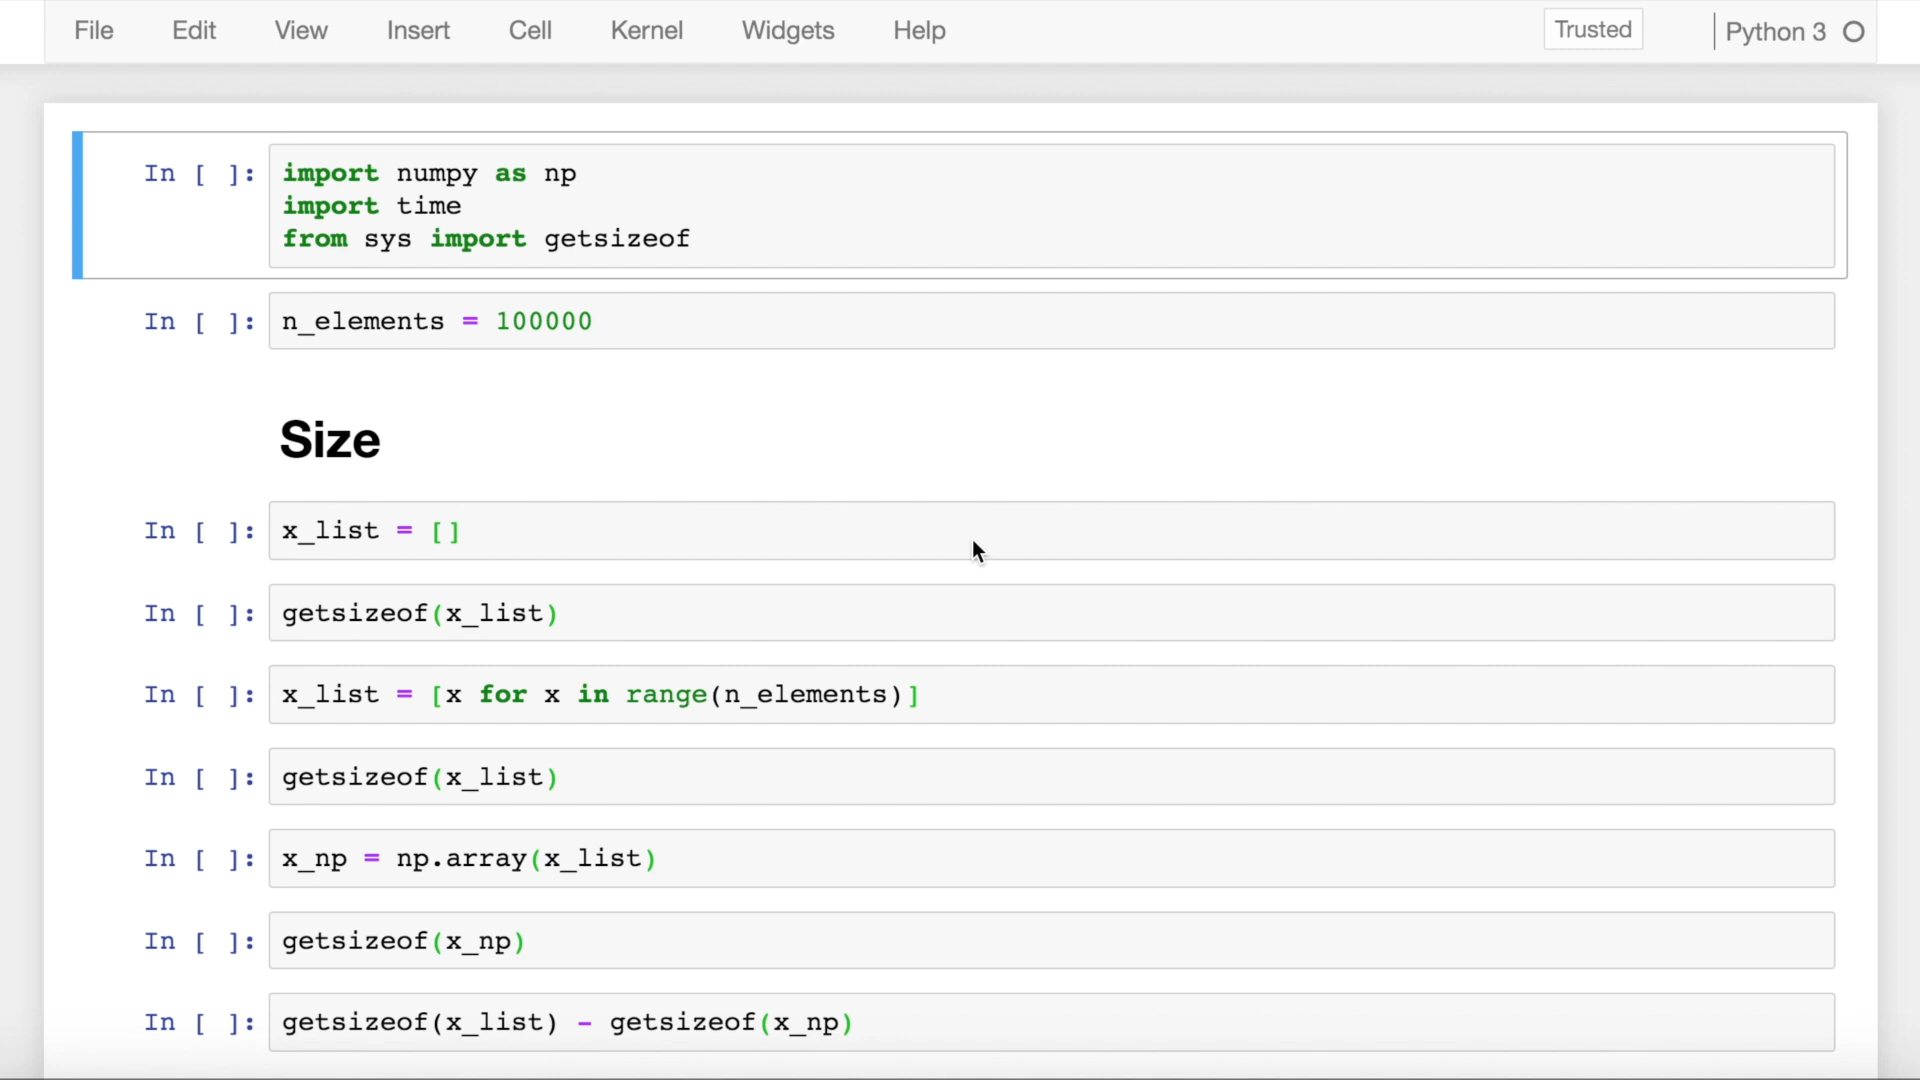 File Edit View Insert Cell Kernel Widgets Help Trusted Python 3
In [ ]: import numpy as np
import time
from sys import getsizeof
In [ ]: n_elements = 100000
Size
In [ ]: x_list = []
In [ ]: getsizeof(x_list)
In [ ]: x_list = [x for x in range(n_elements)]
In [ ]: getsizeof(x_list)
In [ ]: x_np = np.array(x_list)
In [ ]: getsizeof(x_np)
In [ ]: getsizeof(x_list) - getsizeof(x_np)